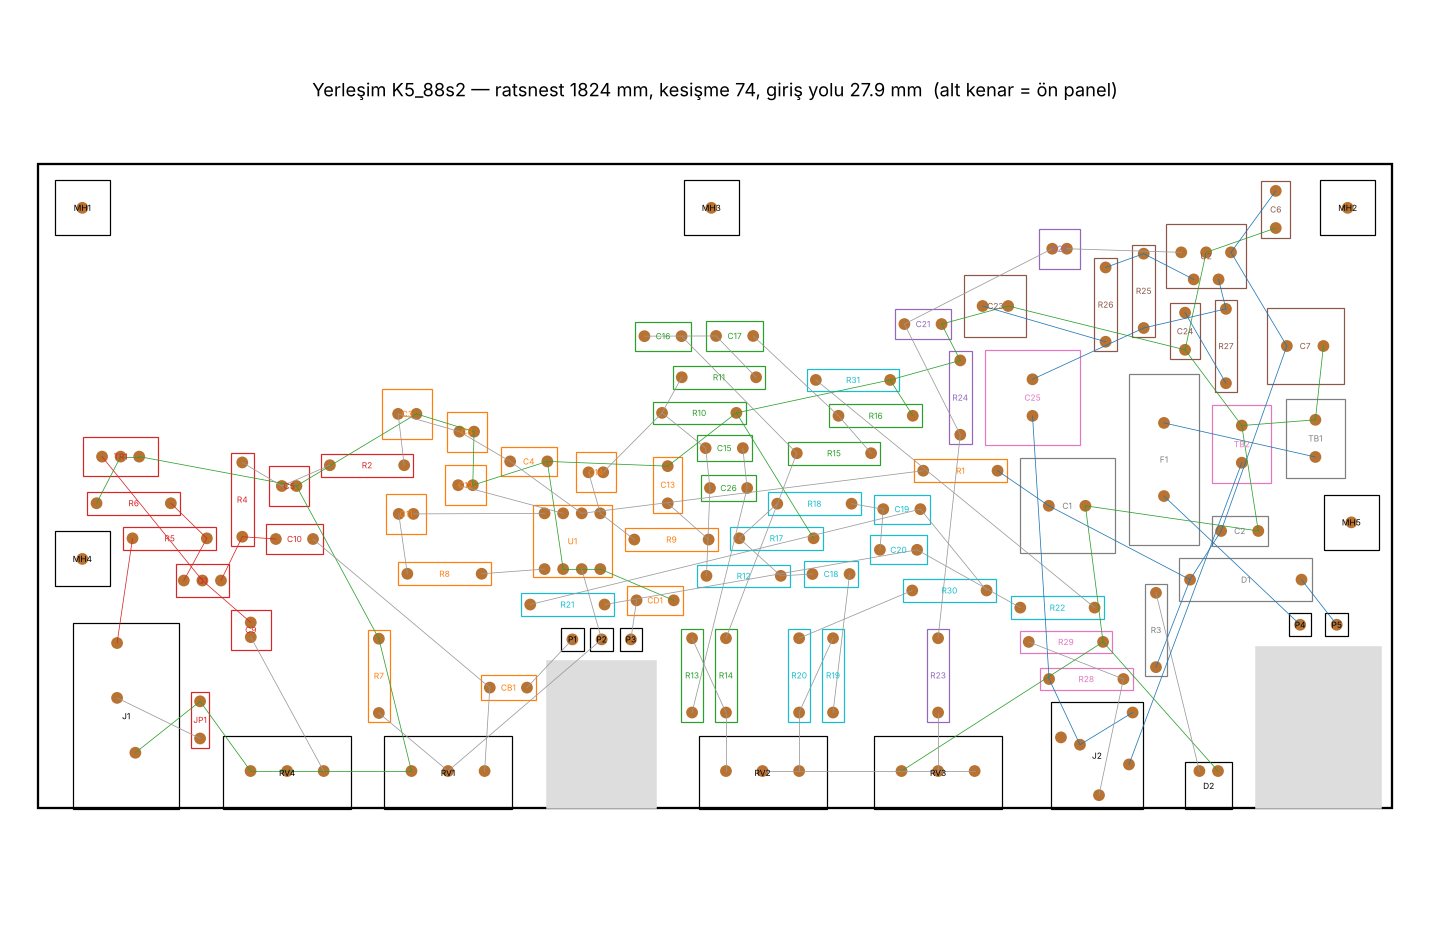 Yerleşim K5_88s2 — ratsnest 1824 mm, kesişme 74, giriş yolu 27.9 mm  (alt kenar = ön panel)
MH1
MH3
MH2
C6
R26
R25
C23
C21
C24
R27
C7
C16
C17
R11
R31
R24
C25
R10
R16
TB1
R2
C4
C15
R15
F1
R4
R6
C13
C26
R1
R18
C19
C1
MH5
R5
C10
U1
R9
R17
C2
C20
MH4
R8
R12
C18
D1
R21
CD1
R30
R22
P1
P2
P3
P4
P5
R3
R29
R7
CB1
R13
R14
R20
R19
R23
R28
J1
JP1
J2
RV4
RV1
RV2
RV3
D2